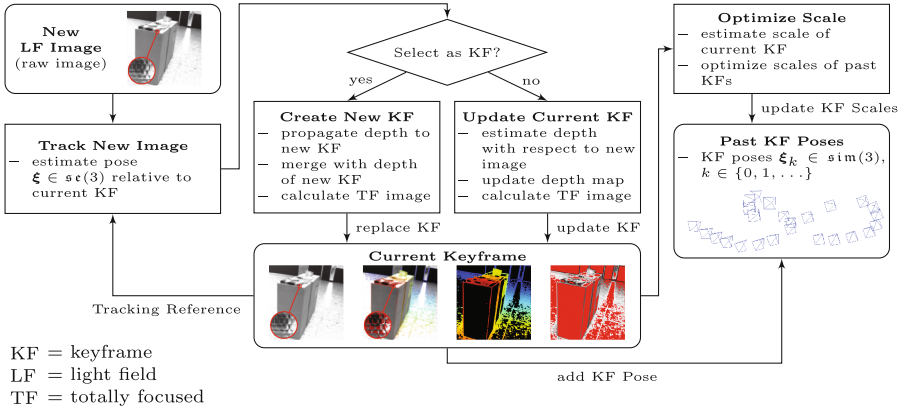 New
LF Image
(raw image)
Track New Image
– estimate pose
ξ ∈ 𝔰𝔢(3) relative to
current KF
Select as KF?
yes
no
Create New KF
– propagate depth to
new KF
– merge with depth
of new KF
– calculate TF image
Update Current KF
– estimate depth
with respect to new
image
– update depth map
– calculate TF image
replace KF
update KF
Current Keyframe
Tracking Reference
Optimize Scale
– estimate scale of
current KF
– optimize scales of past
KFs
update KF Scales
Past KF Poses
– KF poses ξₖ ∈ 𝔰𝔦𝔪(3),
k ∈ {0, 1, . . .}
add KF Pose
KF = keyframe
LF = light field
TF = totally focused